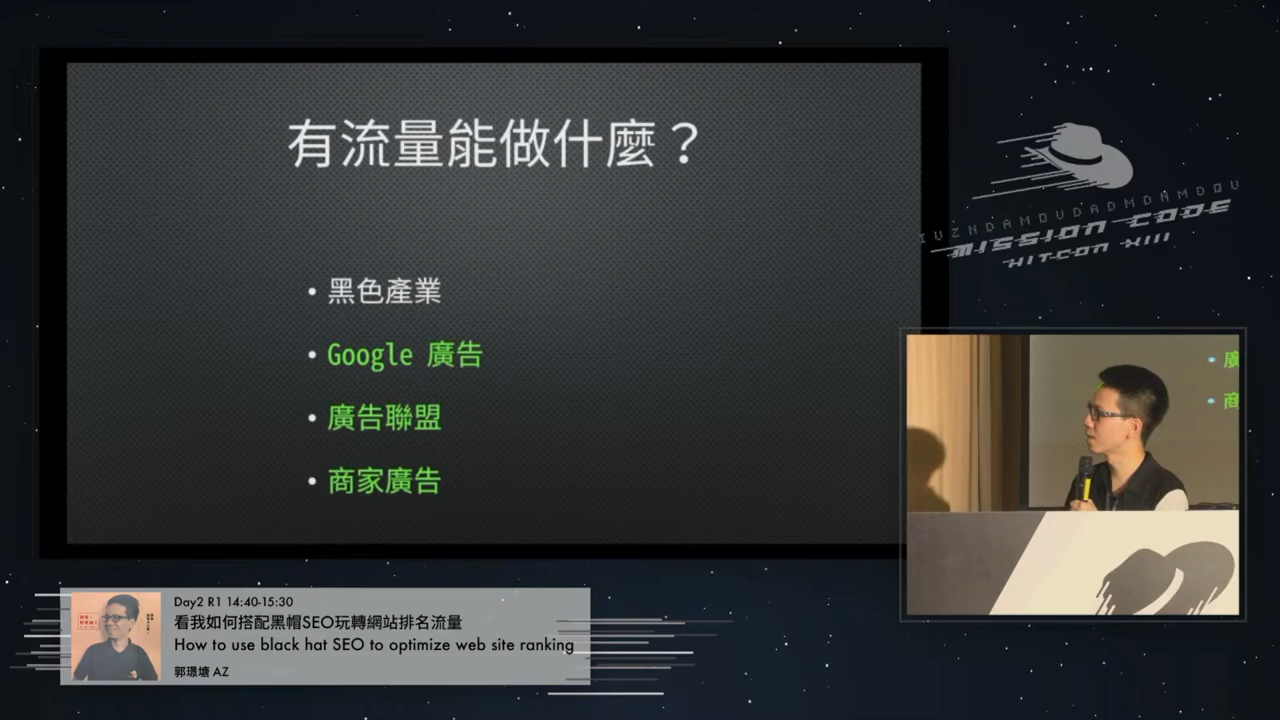 有流量能做什麼？
• 黑色產業
• Google 廣告
• 廣告聯盟
• 商家廣告
MISSION CODE
HITCON XIII
• 廣
• 商
Day2 R1 14:40-15:30
看我如何搭配黑帽SEO玩轉網站排名流量
How to use black hat SEO to optimize web site ranking
郭璟塘 AZ